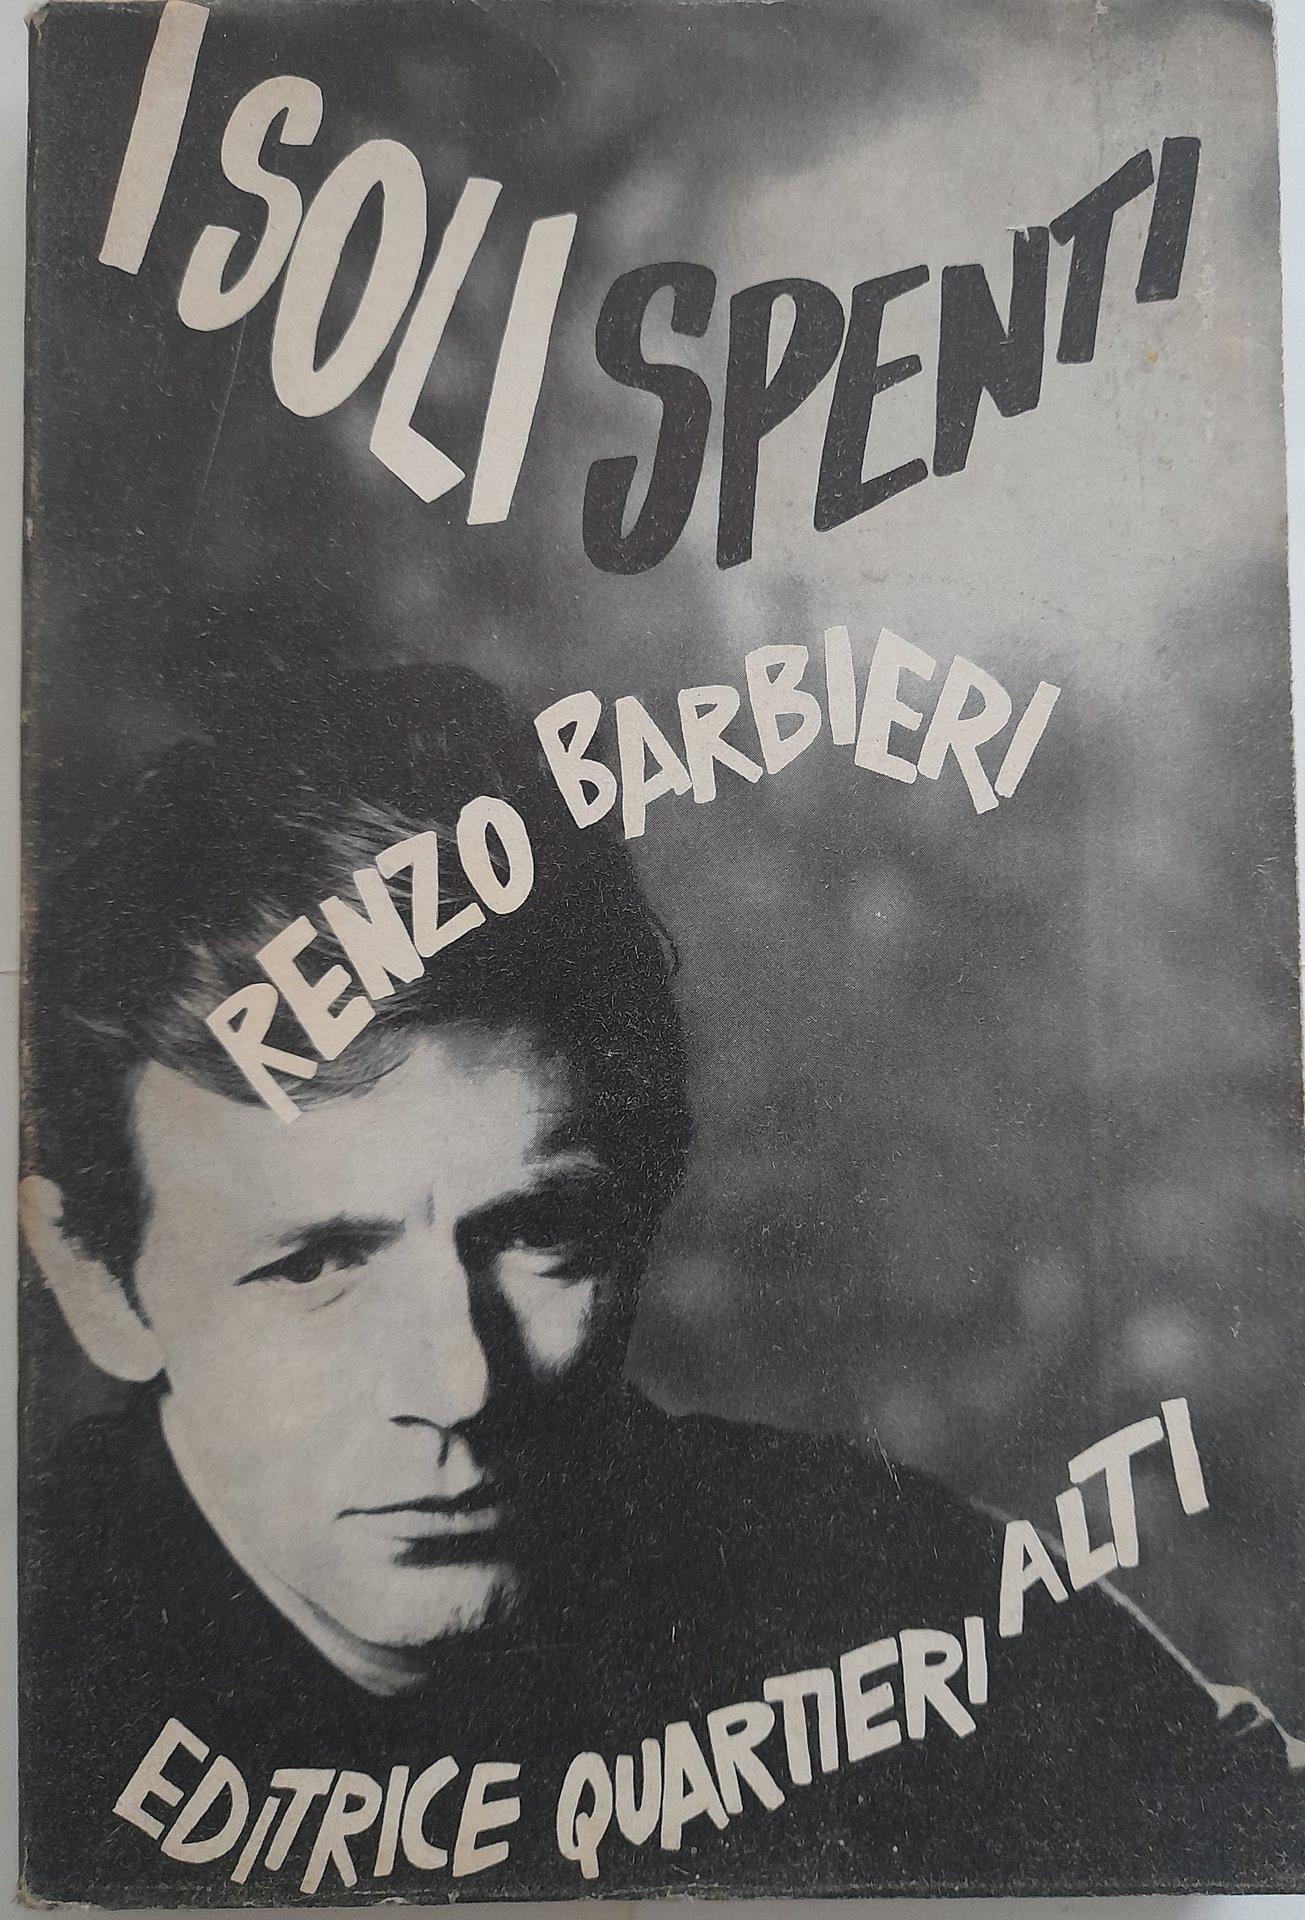 I SOLI SPENTI
RENZO BARBIERI
EDITRICE QUARTIERI ALTI